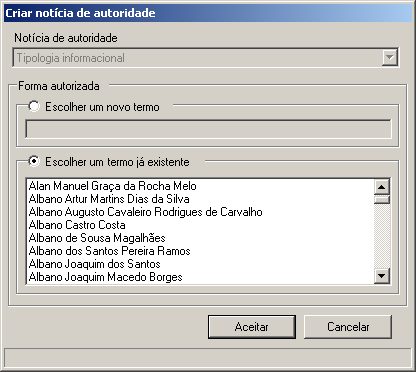 Criar notícia de autoridade
Notícia de autoridade
Tipologia informacional
Forma autorizada
Escolher um novo termo
Escolher um termo já existente
Alan Manuel Graça da Rocha Melo
Albano Artur Martins Dias da Silva
Albano Augusto Cavaleiro Rodrigues de Carvalho
Albano Castro Costa
Albano de Sousa Magalhães
Albano dos Santos Pereira Ramos
Albano Joaquim dos Santos
Albano Joaquim Macedo Borges
Aceitar
Cancelar